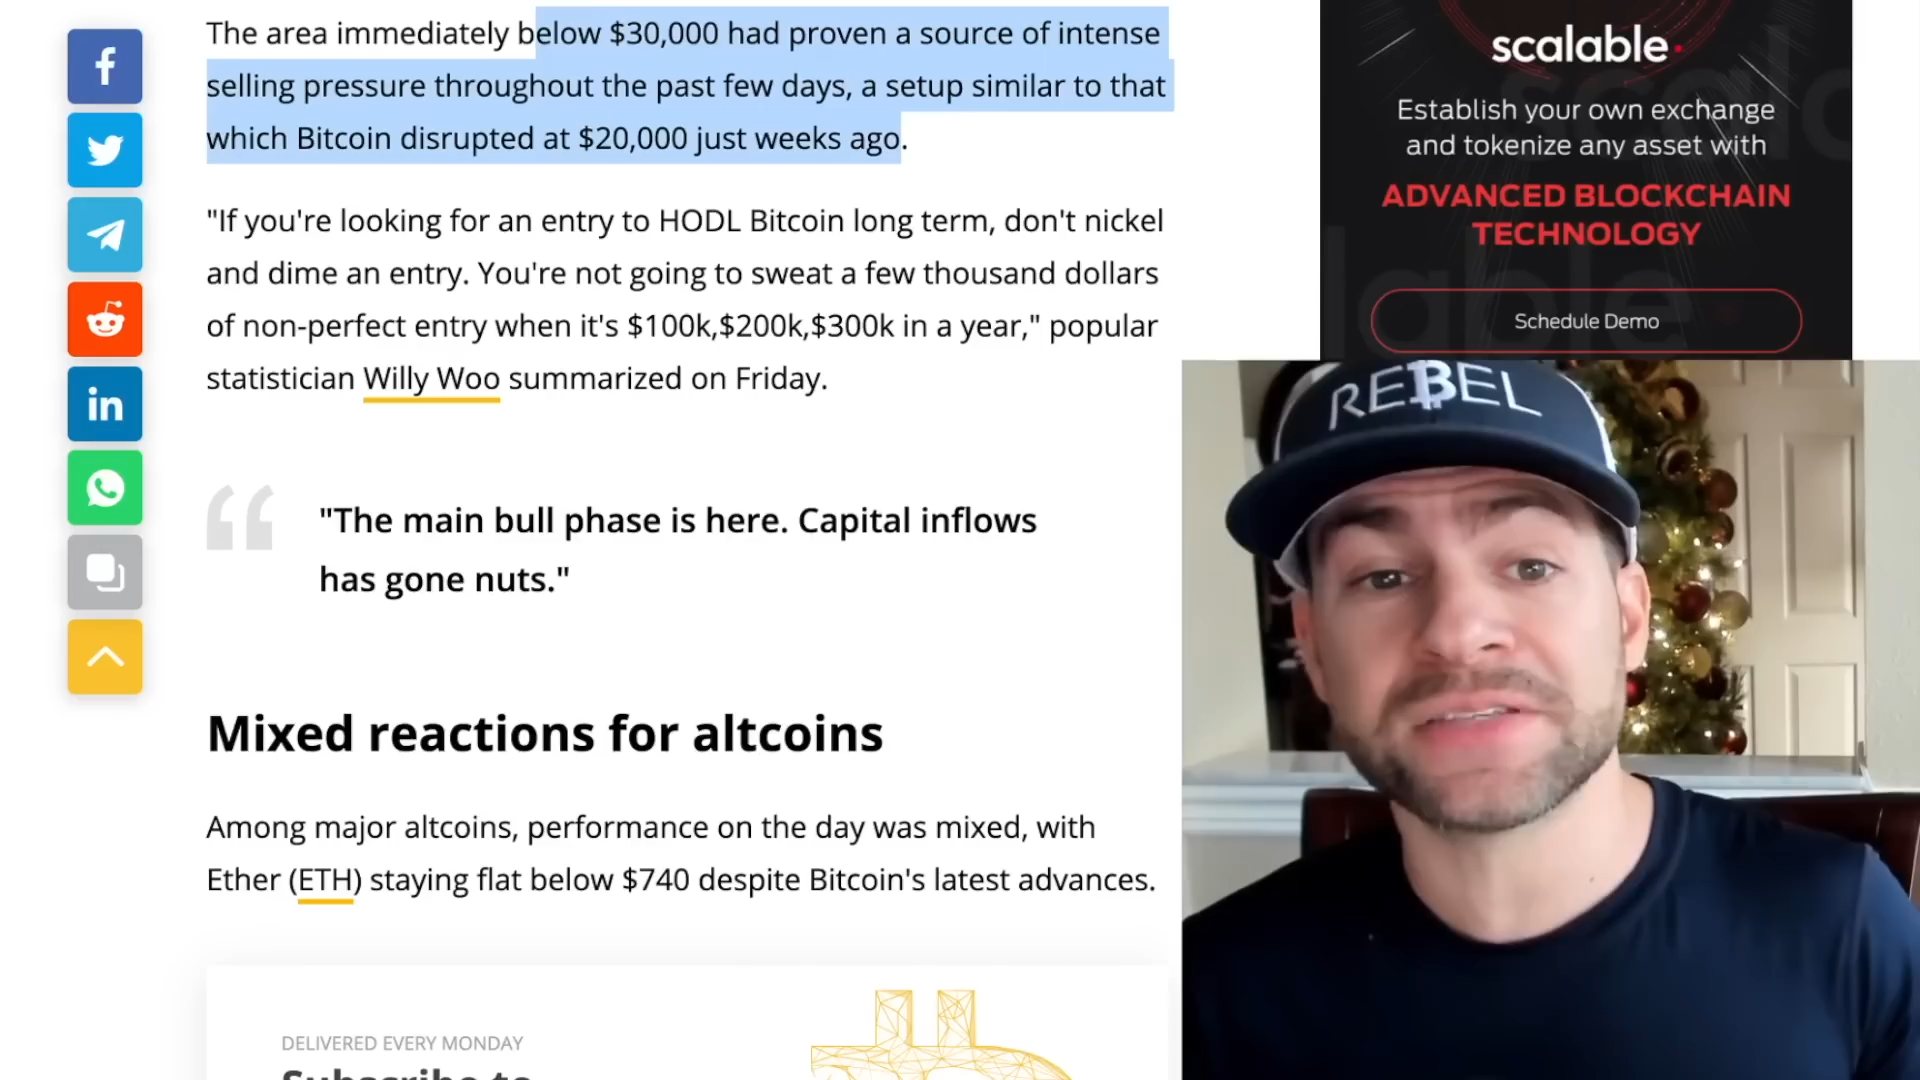 The area immediately below $30,000 had proven a source of intense
selling pressure throughout the past few days, a setup similar to that
which Bitcoin disrupted at $20,000 just weeks ago.
"If you're looking for an entry to HODL Bitcoin long term, don't nickel
and dime an entry. You're not going to sweat a few thousand dollars
of non-perfect entry when it's $100k,$200k,$300k in a year," popular
statistician Willy Woo summarized on Friday.
"The main bull phase is here. Capital inflows
has gone nuts."
Mixed reactions for altcoins
Among major altcoins, performance on the day was mixed, with
Ether (ETH) staying flat below $740 despite Bitcoin's latest advances.
DELIVERED EVERY MONDAY
Subscribe to
scalable
Establish your own exchange
and tokenize any asset with
ADVANCED BLOCKCHAIN
TECHNOLOGY
Schedule Demo
REBEL